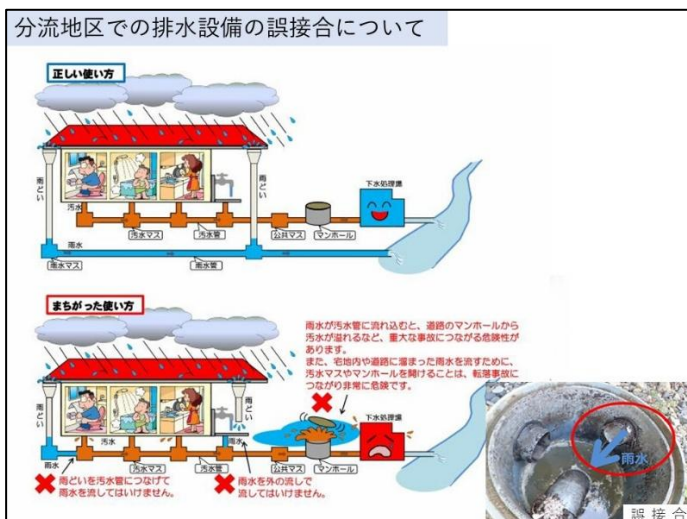 分流地区での排水設備の誤接合について
正しい使い方
雨どい
汚水
雨どい
下水処理場
汚水マス
汚水管
公共マス
マンホール
雨水
雨水マス
雨水管
まちがった使い方
雨水が汚水管に流れ込むと、道路のマンホールから
汚水が溢れるなど、重大な事故につながる危険性が
あります。
また、宅地内や道路に溜まった雨水を流すために、
汚水マスやマンホールを開けることは、転落事故に
つながり非常に危険です。
雨どい
雨どい
下水処理場
汚水
雨水
雨水
汚水マス
汚水管
公共マス
マンホール
雨どいを汚水管につなげて
雨水を流してはいけません。
雨水を外の流しで
流してはいけません。
雨水
誤接合